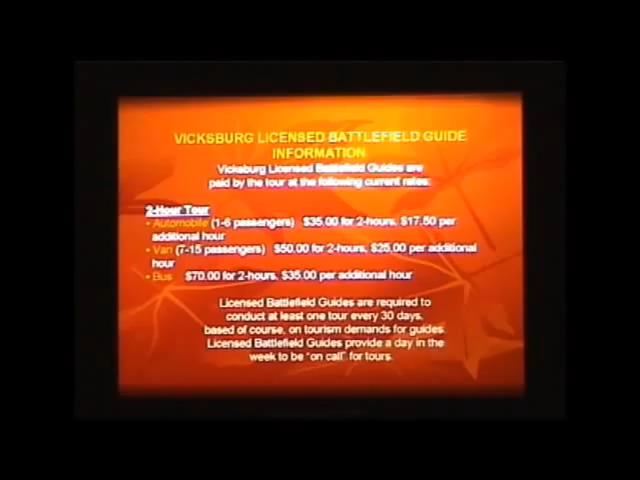 VICKSBURG LICENSED BATTLEFIELD GUIDE
INFORMATION
Vicksburg Licensed Battlefield Guides are
paid by the tour at the following current rates:
2-Hour Tour
• Automobile (1-6 passengers) $35.00 for 2-hours, $17.50 per
additional hour
• Van (7-15 passengers) $50.00 for 2-hours, $25.00 per additional
hour
• Bus $70.00 for 2-hours, $35.00 per additional hour
Licensed Battlefield Guides are required to
conduct at least one tour every 30 days,
based of course, on tourism demands for guides.
Licensed Battlefield Guides provide a day in the
week to be "on call" for tours.